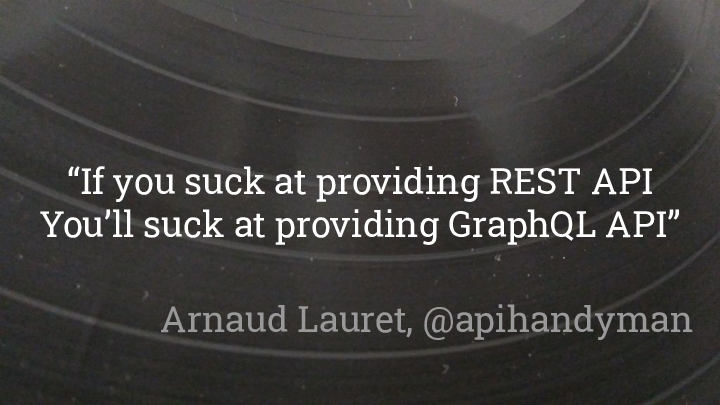 “If you suck at providing REST API
You’ll suck at providing GraphQL API”
Arnaud Lauret, @apihandyman